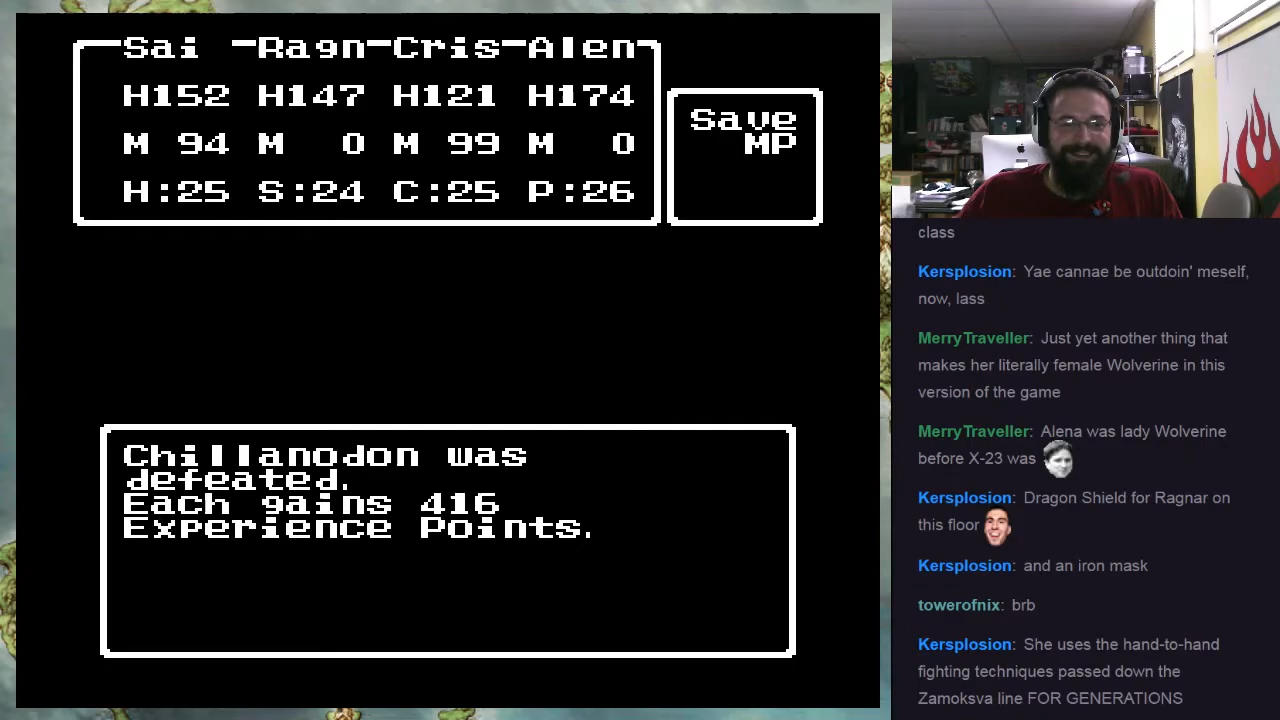 Sai Ragn Cris Alen
H152 H147 H121 H174
M 94 M 0 M 99 M 0
H:25 S:24 C:25 P:26
Save
MP
Chillanodon was
defeated.
Each gains 416
Experience Points.
class
Kersplosion: Yae cannae be outdoin' meself,
now, lass
MerryTraveller: Just yet another thing that
makes her literally female Wolverine in this
version of the game
MerryTraveller: Alena was lady Wolverine
before X-23 was
Kersplosion: Dragon Shield for Ragnar on
this floor
Kersplosion: and an iron mask
towerofnix: brb
Kersplosion: She uses the hand-to-hand
fighting techniques passed down the
Zamoksva line FOR GENERATIONS